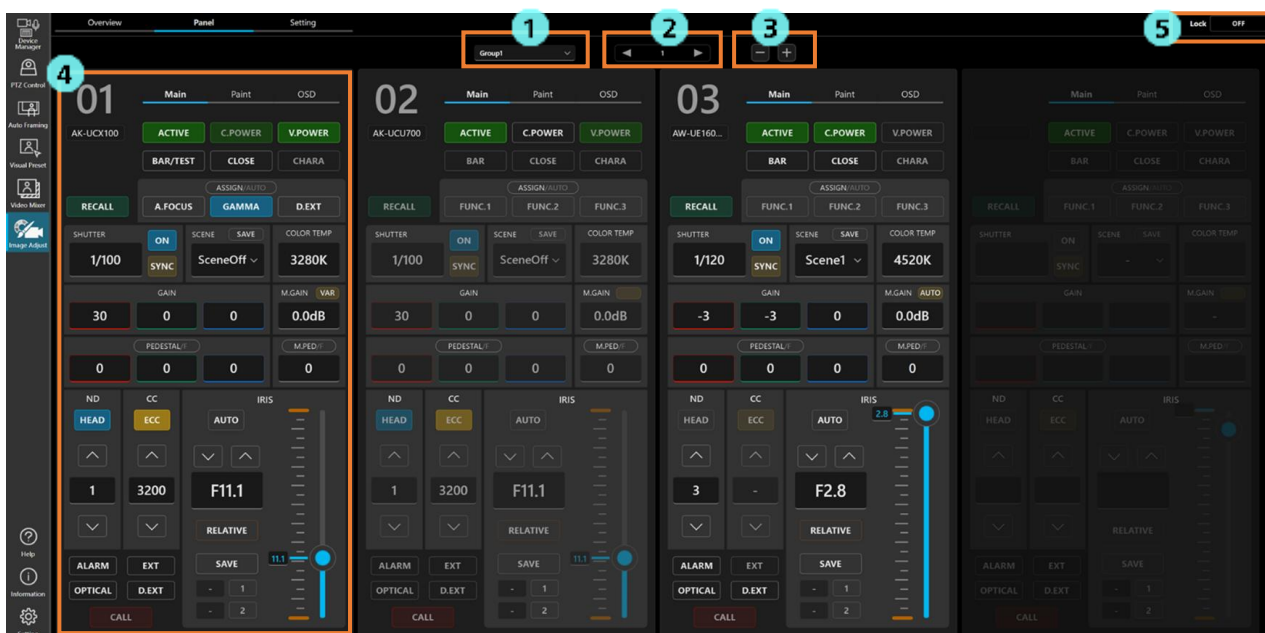 Overview Panel Setting
Lock OFF
1 2 3 4 5
Group1 1
Device Manager
PTZ Control
Auto Framing
Visual Preset
Video Mixer
Image Adjust
Help
Information
01 Main Paint OSD
AK-UCX100 ACTIVE C.POWER V.POWER
BAR/TEST CLOSE CHARA
ASSIGN/AUTO
RECALL A.FOCUS GAMMA D.EXT
SHUTTER ON SCENE SAVE COLOR TEMP
1/100 SYNC SceneOff 3280K
GAIN M.GAIN VAR
30 0 0 0.0dB
PEDESTAL/F M.PED/F
0 0 0 0
ND CC IRIS
HEAD ECC AUTO
1 3200 F11.1
RELATIVE
ALARM EXT SAVE 11.1
OPTICAL D.EXT - 1
CALL - 2
02 Main Paint OSD
AK-UCU700 ACTIVE C.POWER V.POWER
BAR CLOSE CHARA
ASSIGN/AUTO
RECALL FUNC.1 FUNC.2 FUNC.3
SHUTTER ON SCENE SAVE COLOR TEMP
1/100 SYNC SceneOff 3280K
GAIN M.GAIN
30 0 0 0.0dB
PEDESTAL/F M.PED/F
0 0 0 0
ND CC IRIS
HEAD ECC AUTO
1 3200 F11.1
RELATIVE
ALARM EXT SAVE 11.1
OPTICAL D.EXT - 1
CALL - 2
03 Main Paint OSD
AW-UE160... ACTIVE C.POWER V.POWER
BAR CLOSE CHARA
ASSIGN/AUTO
RECALL FUNC.1 FUNC.2 FUNC.3
SHUTTER ON SCENE SAVE COLOR TEMP
1/120 SYNC Scene1 4520K
GAIN M.GAIN AUTO
-3 -3 0 0.0dB
PEDESTAL/F M.PED/F
0 0 0 0
ND CC IRIS
HEAD ECC AUTO 2.8
3 - F2.8
RELATIVE
ALARM EXT SAVE
OPTICAL D.EXT - 1
CALL - 2
Main Paint OSD
ACTIVE C.POWER V.POWER
BAR CLOSE CHARA
ASSIGN/AUTO
RECALL FUNC.1 FUNC.2 FUNC.3
SHUTTER ON SCENE SAVE COLOR TEMP
SYNC -
GAIN M.GAIN
-
PEDESTAL/F M.PED/F
ND CC IRIS
HEAD ECC AUTO
RELATIVE
ALARM EXT SAVE
OPTICAL D.EXT - 1
CALL - 2